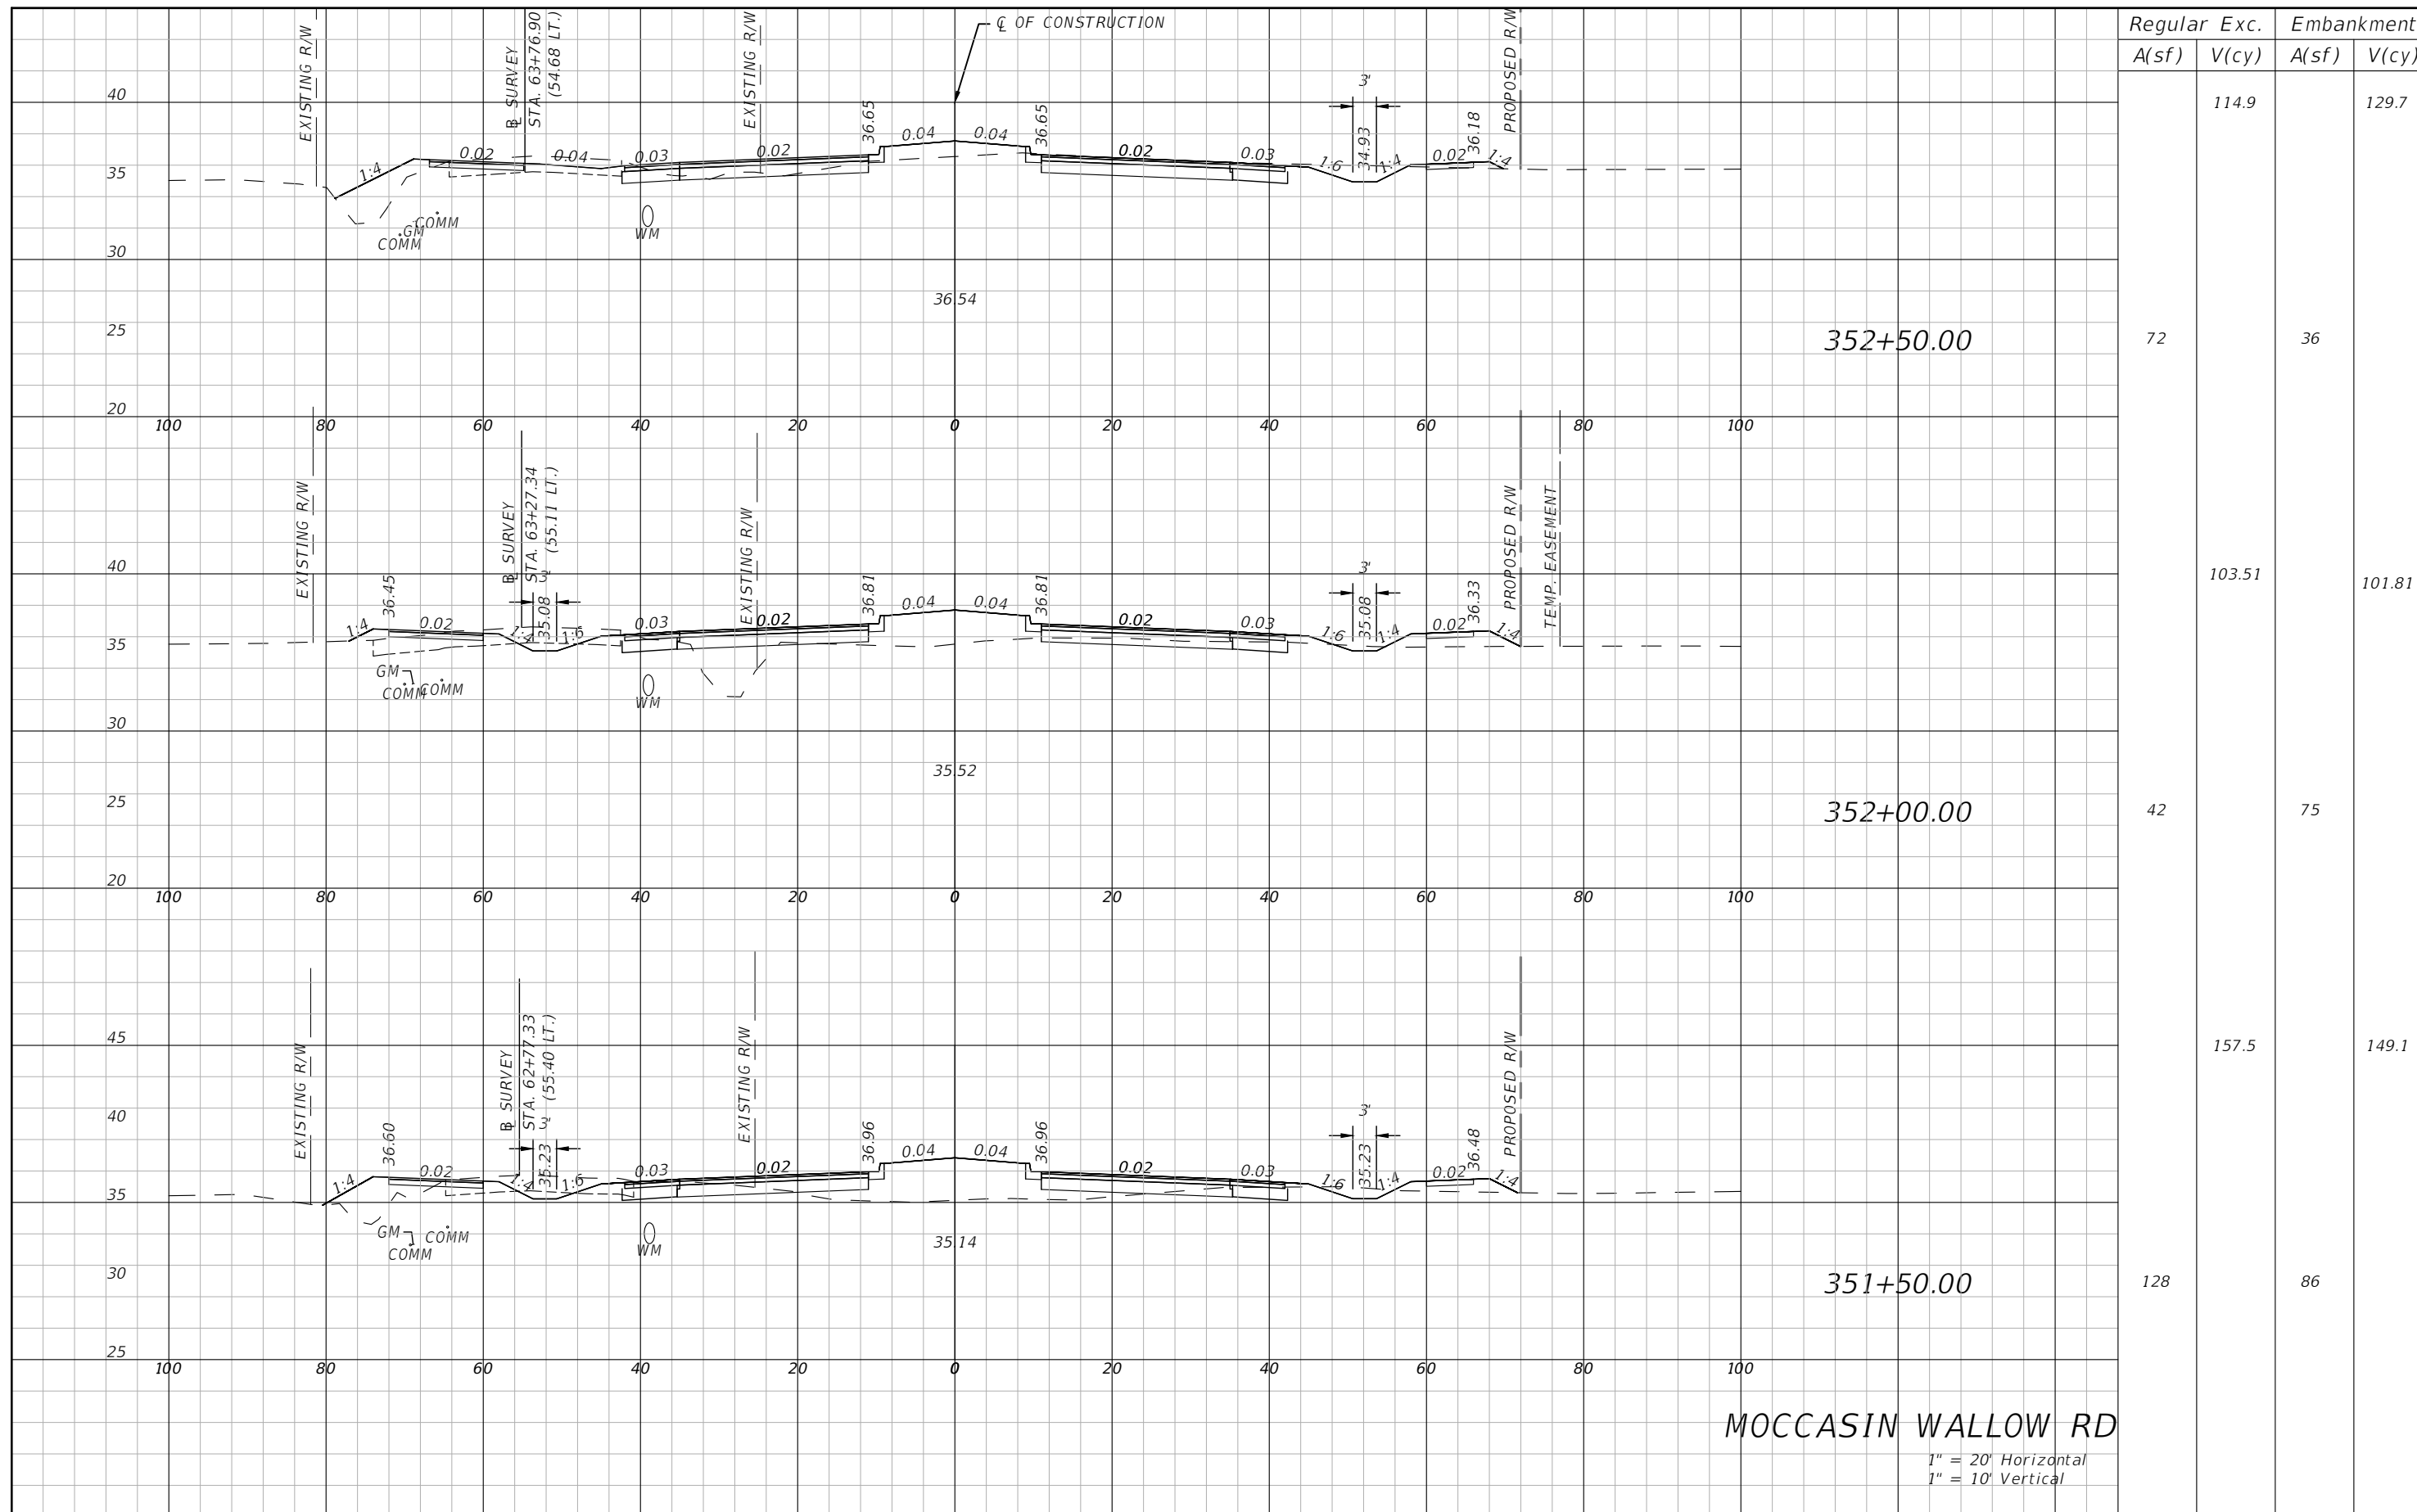 Regular Exc. Embankment
A(sf) V(cy) A(sf) V(cy)
EXISTING R/W
℄ OF CONSTRUCTION
EXISTING R/W
PROPOSED R/W
SURVEY
STA. 63+76.90
(54.68 LT.)
114.9 129.7
40
3'
36.65 36.65 34.93 36.18
1:4 0.02 0.04 0.03 0.02 0.04 0.04 0.02 0.03 1:6 1:4 0.02 1:4
35
COMM
GM
COMM
WM
30
36.54
25
352+50.00 72 36
20
100 80 60 40 20 0 20 40 60 80 100
EXISTING R/W
SURVEY
STA. 63+27.34
(55.11 LT.)
EXISTING R/W
PROPOSED R/W
TEMP. EASEMENT
103.51 101.81
40
3' 3'
36.45 35.08 36.81 36.81 35.08 36.33
1:4 0.02 1:4 1:6 0.03 0.02 0.04 0.04 0.02 0.03 1:6 1:4 0.02 1:4
35
GM
COMM COMM
WM
30
35.52
25
352+00.00 42 75
20
100 80 60 40 20 0 20 40 60 80 100
EXISTING R/W
SURVEY
STA. 62+77.33
(55.40 LT.)
EXISTING R/W
PROPOSED R/W
45
157.5 149.1
40
3' 3'
36.60 35.23 36.96 36.96 35.23 36.48
1:4 0.02 1:4 1:6 0.03 0.02 0.04 0.04 0.02 0.03 1:6 1:4 0.02 1:4
35
GM COMM
COMM
WM
35.14
30
351+50.00 128 86
25
100 80 60 40 20 0 20 40 60 80 100
MOCCASIN WALLOW RD
1" = 20' Horizontal
1" = 10' Vertical